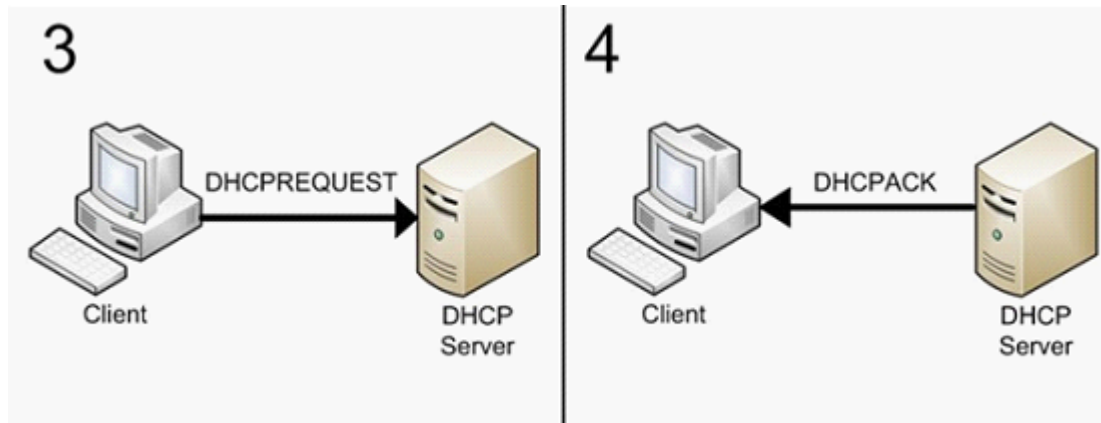 3
DHCPREQUEST
Client
DHCP
Server
4
DHCPACK
Client
DHCP
Server